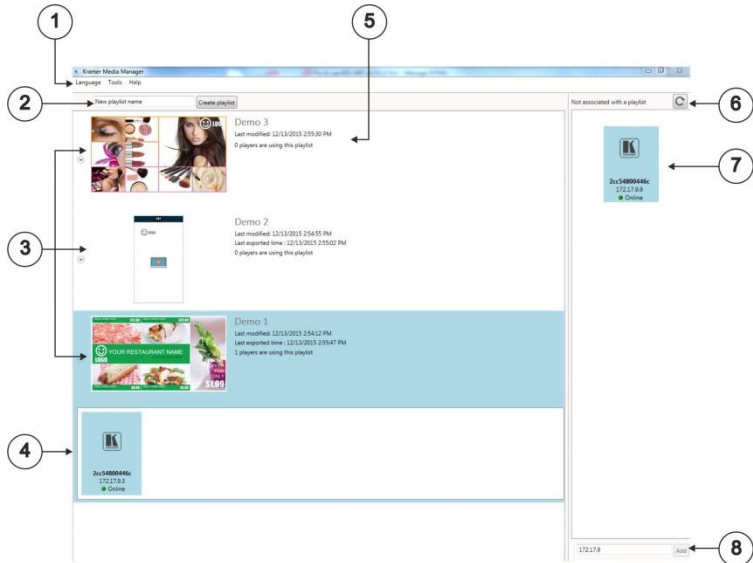 1
5
Kramer Media Manager
Language Tools Help
2
New playlist name
Create playlist
Not associated with a playlist
6
Demo 3
Last modified: 12/13/2015 2:55:30 PM
0 players are using this playlist
LOGO
7
2cc54800446c
172.17.9.9
Online
3
Demo 2
Last modified: 12/13/2015 2:54:55 PM
Last exported time : 12/13/2015 2:55:02 PM
0 players are using this playlist
Demo 1
Last modified: 12/13/2015 2:54:12 PM
Last exported time : 12/13/2015 2:55:47 PM
1 players are using this playlist
YOUR RESTAURANT NAME
LOGO
FOR
ONLY
$1.99
4
2cc54800446c
172.17.9.3
Online
172.17.9
Add
8